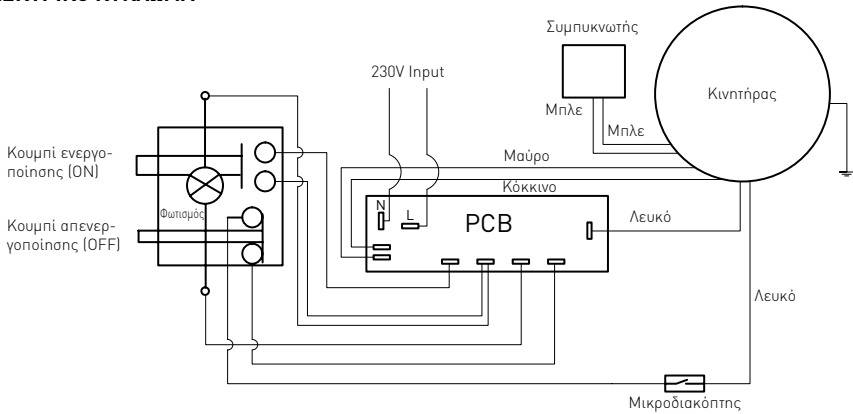 Συμπυκνωτής
230V Input
Κινητήρας
Μπλε
Μπλε
Κουμπί ενεργο-
ποίησης (ON)
Μαύρο
Κόκκινο
N
L
PCB
Φωτισμός
Λευκό
Κουμπί απενερ-
γοποίησης (OFF)
Λευκό
Μικροδιακόπτης